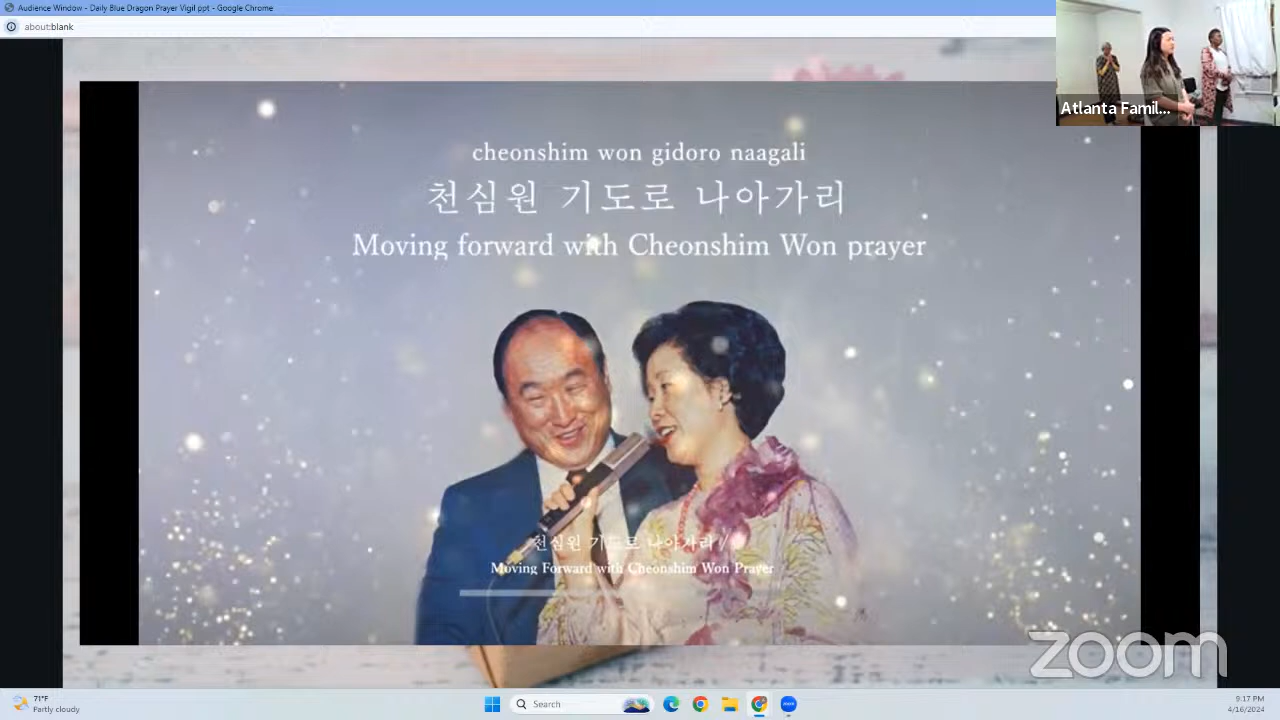 Audience Window - Daily Blue Dragon Prayer Vigil ppt - Google Chrome
about:blank
Atlanta Famil...
cheonshim won gidoro naagali
천심원 기도로 나아가리
Moving forward with Cheonshim Won prayer
천심원 기도로 나아가리
Moving Forward with Cheonshim Won Prayer
zoom
71°F
Partly cloudy
Search
zoom
9:17 PM
4/16/2024